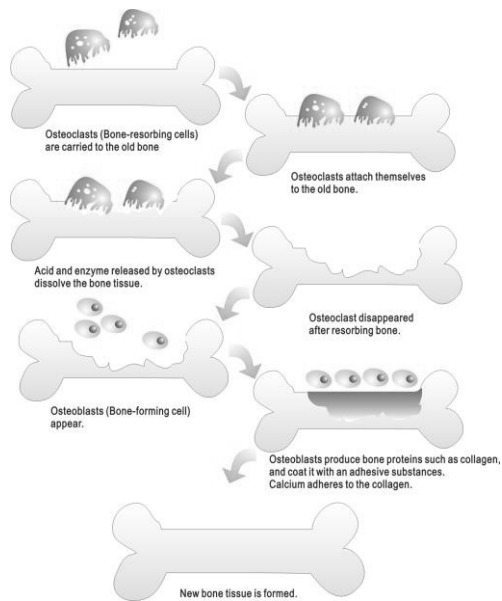 Osteoclasts (Bone-resorbing cells)
are carried to the old bone
Osteoclasts attach themselves
to the old bone.
Acid and enzyme released by osteoclasts
dissolve the bone tissue.
Osteoclast disappeared
after resorbing bone.
Osteoblasts (Bone-forming cell)
appear.
Osteoblasts produce bone proteins such as collagen,
and coat it with an adhesive substances.
Calcium adheres to the collagen.
New bone tissue is formed.